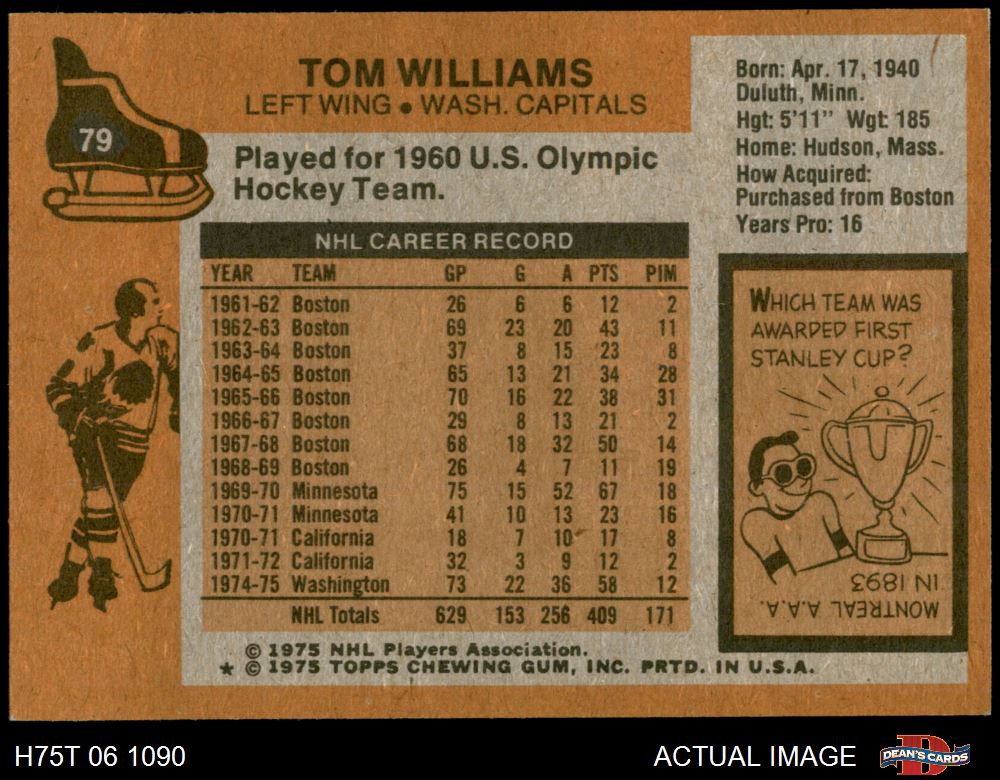 79
TOM WILLIAMS
LEFT WING • WASH. CAPITALS
Played for 1960 U.S. Olympic
Hockey Team.
Born: Apr. 17, 1940
Duluth, Minn.
Hgt: 5'11" Wgt: 185
Home: Hudson, Mass.
How Acquired:
Purchased from Boston
Years Pro: 16
NHL CAREER RECORD
YEAR TEAM GP G A PTS PIM
1961-62 Boston 26 6 6 12 2
1962-63 Boston 69 23 20 43 11
1963-64 Boston 37 8 15 23 8
1964-65 Boston 65 13 21 34 28
1965-66 Boston 70 16 22 38 31
1966-67 Boston 29 8 13 21 2
1967-68 Boston 68 18 32 50 14
1968-69 Boston 26 4 7 11 19
1969-70 Minnesota 75 15 52 67 18
1970-71 Minnesota 41 10 13 23 16
1970-71 California 18 7 10 17 8
1971-72 California 32 3 9 12 2
1974-75 Washington 73 22 36 58 12
NHL Totals 629 153 256 409 171
© 1975 NHL Players Association.
* © 1975 TOPPS CHEWING GUM, INC. PRTD. IN U.S.A.
WHICH TEAM WAS
AWARDED FIRST
STANLEY CUP?
MONTREAL A.A.A.
IN 1893
H75T 06 1090
ACTUAL IMAGE
DEAN'S CARDS